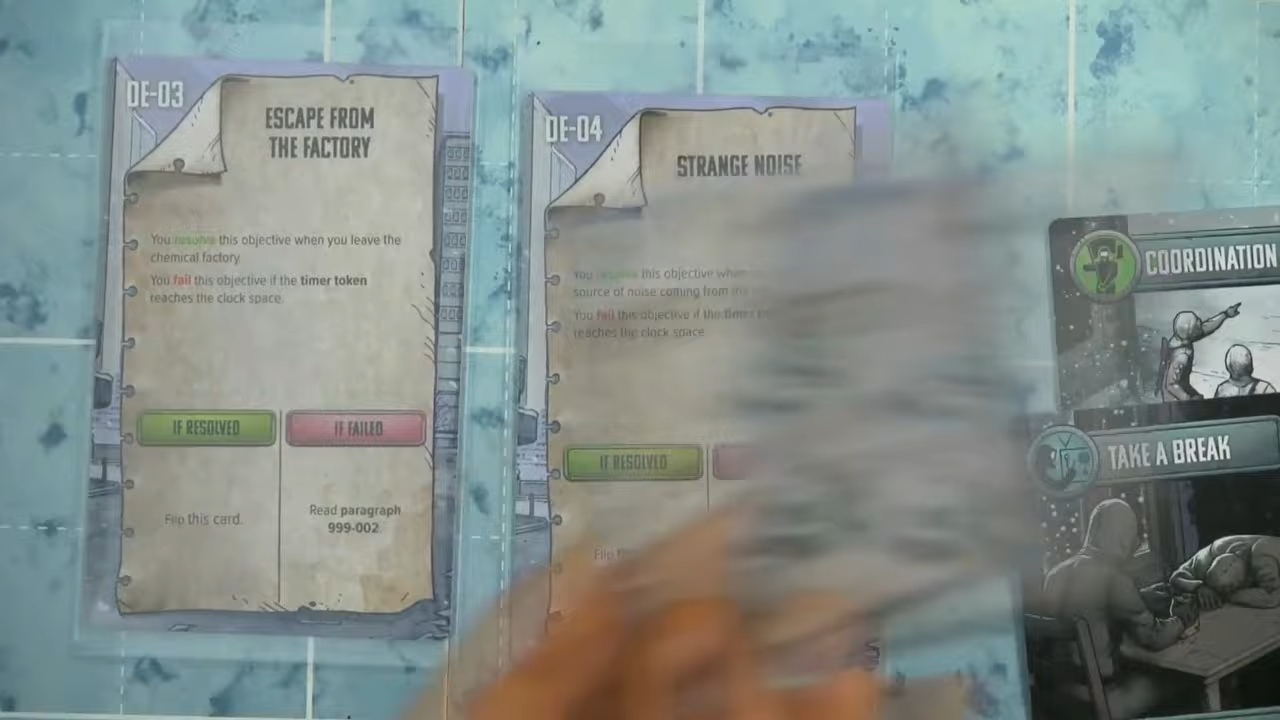 DE-03
ESCAPE FROM
THE FACTORY
You resolve this objective when you leave the
chemical factory.
You fail this objective if the timer token
reaches the clock space.
IF RESOLVED
IF FAILED
Flip this card.
Read paragraph
999-002.
DE-04
STRANGE NOISE
You resolve this objective when
source of noise coming from
You fail this objective if the
reaches the clock space
IF RESOLVED
Flip
COORDINATION
TAKE A BREAK